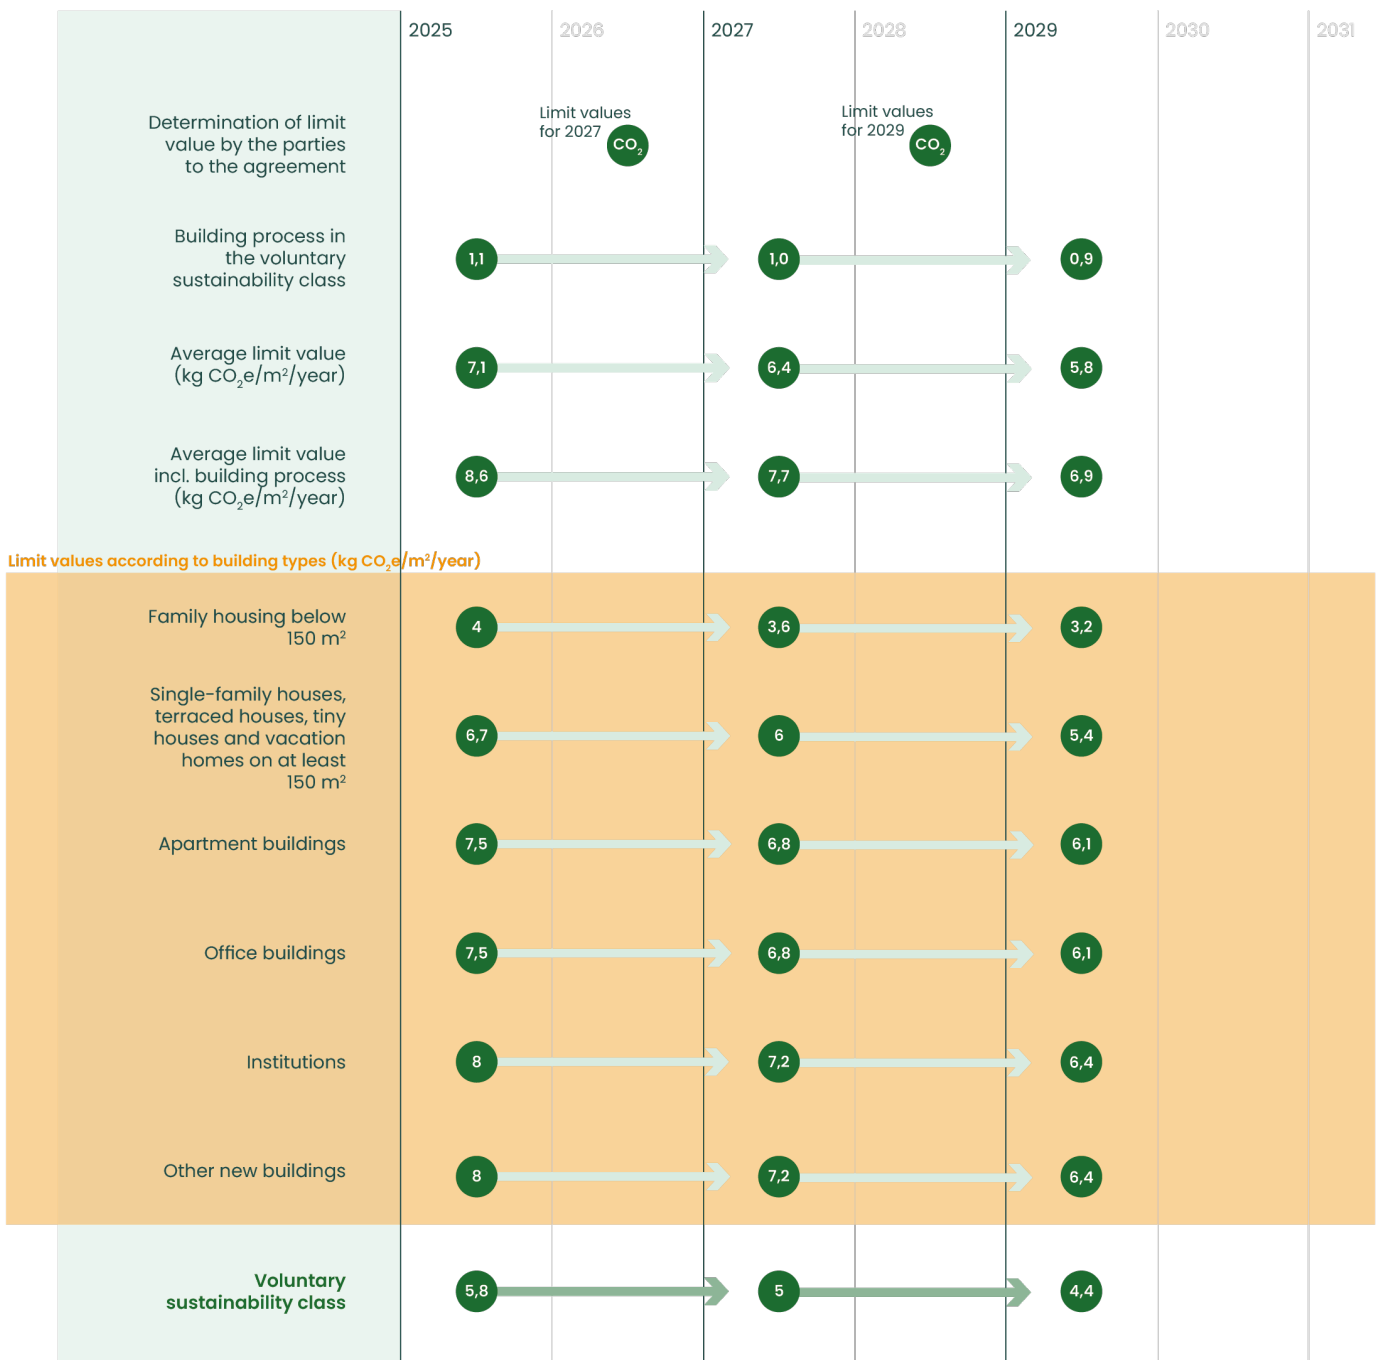 2025 2026 2027 2028 2029 2030 2031
Determination of limit
value by the parties
to the agreement
Limit values
for 2027
CO₂
Limit values
for 2029
CO₂
Building process in
the voluntary
sustainability class
1,1 1,0 0,9
Average limit value
(kg CO₂e/m²/year)
7,1 6,4 5,8
Average limit value
incl. building process
(kg CO₂e/m²/year)
8,6 7,7 6,9
Limit values according to building types (kg CO₂e/m²/year)
Family housing below
150 m²
4 3,6 3,2
Single-family houses,
terraced houses, tiny
houses and vacation
homes on at least
150 m²
6,7 6 5,4
Apartment buildings
7,5 6,8 6,1
Office buildings
7,5 6,8 6,1
Institutions
8 7,2 6,4
Other new buildings
8 7,2 6,4
Voluntary
sustainability class
5,8 5 4,4